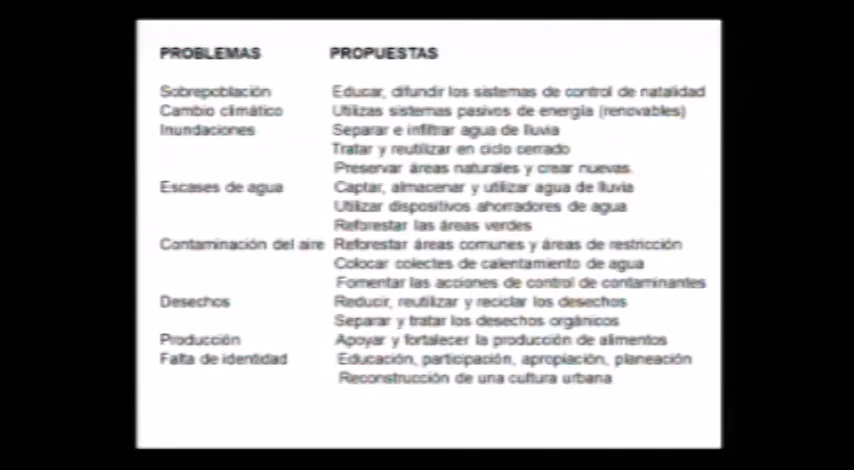 PROBLEMAS PROPUESTAS
Sobrepoblación Educar, difundir los sistemas de control de natalidad
Cambio climático Utilizas sistemas pasivos de energía (renovables)
Inundaciones Separar e infiltrar agua de lluvia
Tratar y reutilizar en ciclo cerrado
Preservar áreas naturales y crear nuevas.
Escases de agua Captar, almacenar y utilizar agua de lluvia
Utilizar dispositivos ahorradores de agua
Reforestar las áreas verdes
Contaminación del aire Reforestar áreas comunes y áreas de restricción
Colocar colectes de calentamiento de agua
Fomentar las acciones de control de contaminantes
Desechos Reducir, reutilizar y reciclar los desechos
Separar y tratar los desechos orgánicos
Producción Apoyar y fortalecer la producción de alimentos
Falta de identidad Educación, participación, apropiación, planeación
Reconstrucción de una cultura urbana